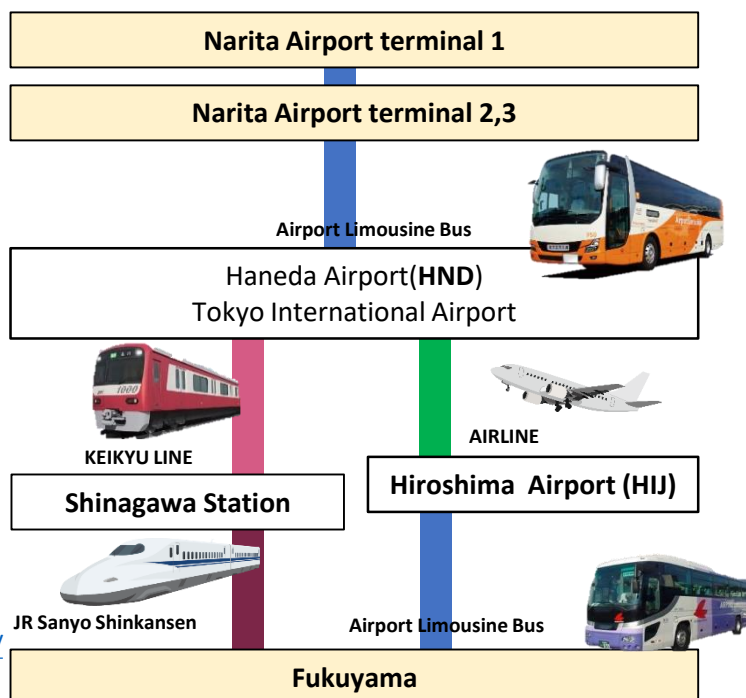 Narita Airport terminal 1
Narita Airport terminal 2,3
Airport Limousine Bus
Haneda Airport(HND)
Tokyo International Airport
1000
KEIKYU LINE
AIRLINE
Shinagawa Station
Hiroshima Airport (HIJ)
JR Sanyo Shinkansen
Airport Limousine Bus
Fukuyama